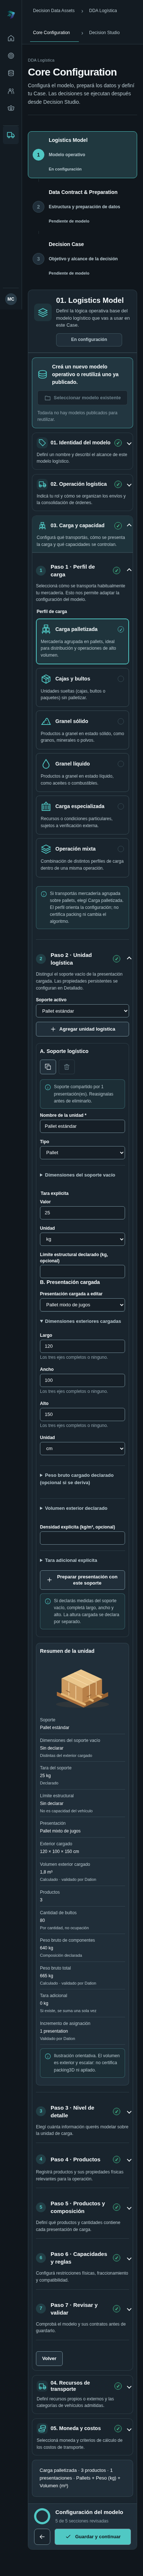 Decision Data Assets › DDA Logística
Core Configuration › Decision Studio
DDA Logística
Core Configuration
Configurá el modelo, prepará los datos y definí
tu Case. Las decisiones se ejecutan después
desde Decision Studio.
1
Logistics Model
Modelo operativo
En configuración
2
Data Contract & Preparation
Estructura y preparación de datos
Pendiente de modelo
3
Decision Case
Objetivo y alcance de la decisión
Pendiente de modelo
MC
01. Logistics Model
Definí la lógica operativa base del
modelo logístico que vas a usar en
este Case.
En configuración
Creá un nuevo modelo
operativo o reutilizá uno ya
publicado.
Seleccionar modelo existente
Todavía no hay modelos publicados para
reutilizar.
01. Identidad del modelo
Definí un nombre y describí el alcance de este
modelo logístico.
02. Operación logística
Indicá tu rol y cómo se organizan los envíos y
la consolidación de órdenes.
03. Carga y capacidad
Configurá qué transportás, cómo se presenta
la carga y qué capacidades se controlan.
1
Paso 1 · Perfil de
carga
Seleccioná cómo se transporta habitualmente
tu mercadería. Esto nos permite adaptar la
configuración del modelo.
Perfil de carga
Carga palletizada
Mercadería agrupada en pallets, ideal
para distribución y operaciones de alto
volumen.
Cajas y bultos
Unidades sueltas (cajas, bultos o
paquetes) sin palletizar.
Granel sólido
Productos a granel en estado sólido, como
granos, minerales o polvos.
Granel líquido
Productos a granel en estado líquido,
como aceites o combustibles.
Carga especializada
Recursos o condiciones particulares,
sujetos a certificación externa.
Operación mixta
Combinación de distintos perfiles de carga
dentro de una misma operación.
Si transportás mercadería agrupada
sobre pallets, elegí Carga palletizada.
El perfil orienta la configuración; no
certifica packing ni cambia el
algoritmo.
2
Paso 2 · Unidad
logística
Distinguí el soporte vacío de la presentación
cargada. Las propiedades persistentes se
configuran en Detallado.
Soporte activo
Pallet estándar
Agregar unidad logística
A. Soporte logístico
Soporte compartido por 1
presentación(es). Reasignalas
antes de eliminarlo.
Nombre de la unidad *
Pallet estándar
Tipo
Pallet
Dimensiones del soporte vacío
Tara explícita
Valor
25
Unidad
kg
Límite estructural declarado (kg,
opcional)
B. Presentación cargada
Presentación cargada a editar
Pallet mixto de jugos
Dimensiones exteriores cargadas
Largo
120
Los tres ejes completos o ninguno.
Ancho
100
Los tres ejes completos o ninguno.
Alto
150
Los tres ejes completos o ninguno.
Unidad
cm
Peso bruto cargado declarado
(opcional si se deriva)
Volumen exterior declarado
Densidad explícita (kg/m³, opcional)
Tara adicional explícita
Preparar presentación con
este soporte
Si declarás medidas del soporte
vacío, completá largo, ancho y
alto. La altura cargada se declara
por separado.
Resumen de la unidad
Soporte
Pallet estándar
Dimensiones del soporte vacío
Sin declarar
Distintas del exterior cargado
Tara del soporte
25 kg
Declarado
Límite estructural
Sin declarar
No es capacidad del vehículo
Presentación
Pallet mixto de jugos
Exterior cargado
120 × 100 × 150 cm
Volumen exterior cargado
1,8 m³
Calculado · validado por Daton
Productos
3
Cantidad de bultos
80
Por cantidad, no ocupación
Peso bruto de componentes
840 kg
Composición declarada
Peso bruto total
865 kg
Calculado · validado por Daton
Tara adicional
0 kg
Si existe, se suma una sola vez
Incremento de asignación
1 presentation
Validado por Daton
Ilustración orientativa. El volumen
es exterior y escalar: no certifica
packing3D ni apilado.
3
Paso 3 · Nivel de
detalle
Elegí cuánta información querés modelar sobre
la unidad de carga.
4
Paso 4 · Productos
Registrá productos y sus propiedades físicas
relevantes para la operación.
5
Paso 5 · Productos y
composición
Definí qué productos y cantidades contiene
cada presentación de carga.
6
Paso 6 · Capacidades
y reglas
Configurá restricciones físicas, fraccionamiento
y compatibilidad.
7
Paso 7 · Revisar y
validar
Comprobá el modelo y sus contratos antes de
guardarlo.
Volver
04. Recursos de
transporte
Definí recursos propios o externos y las
categorías de vehículos admitidas.
05. Moneda y costos
Seleccioná moneda y criterios de cálculo de
los costos de transporte.
Carga palletizada · 3 productos · 1
presentaciones · Pallets + Peso (kg) +
Volumen (m³)
Configuración del modelo
5 de 5 secciones revisadas
Guardar y continuar